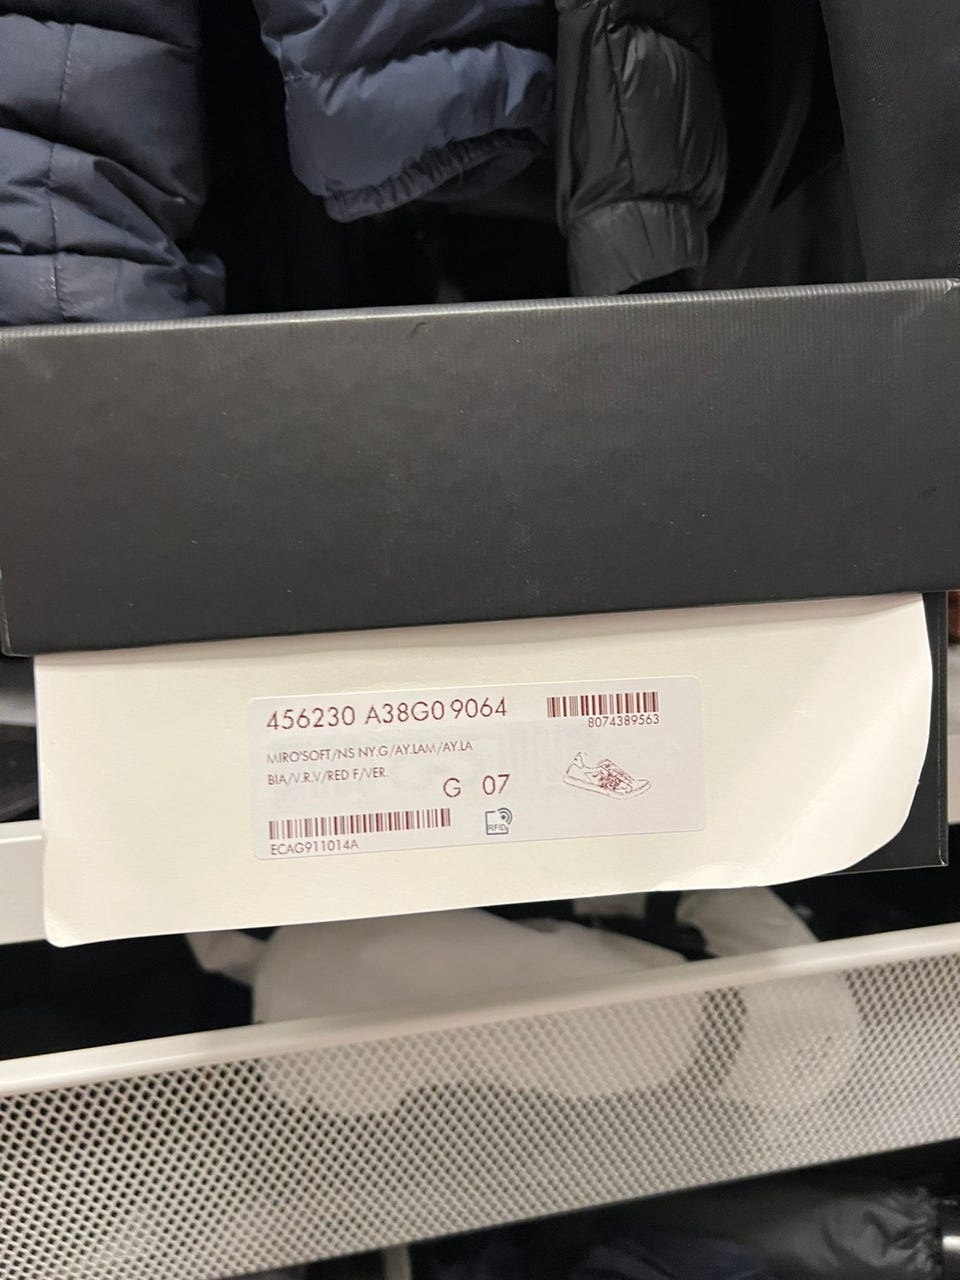 456230 A38G0 9064
8074389563
MIRO'SOFT/NS NY.G/AY.LAM/AY.LA
BIA/V.R.V/RED F/VER.
G 07
RFID
ECAG911014A